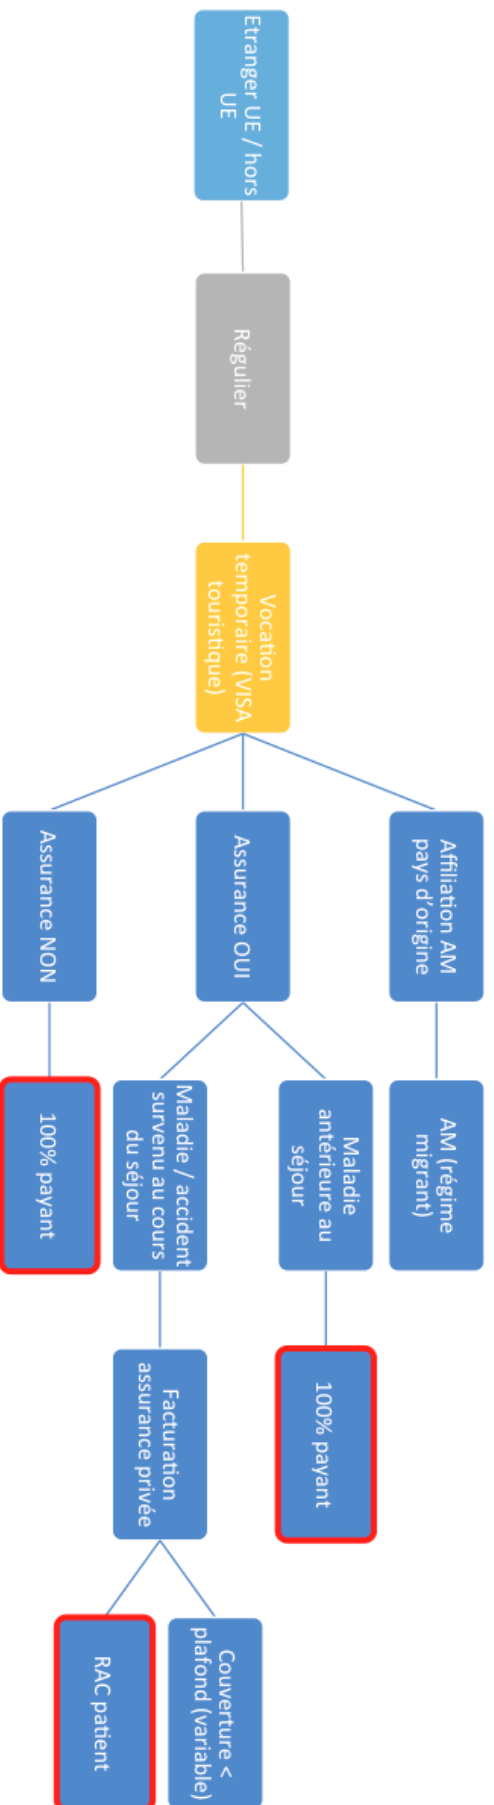 Etranger UE / hors
UE
Régulier
Vocation
temporaire (VISA
touristique)
Affiliation AM
pays d'origine
AM (régime
migrant)
Assurance OUI
Maladie
antérieure au
séjour
100% payant
Maladie / accident
survenu au cours
du séjour
Facturation
assurance privée
Couverture <
plafond (variable)
RAC patient
Assurance NON
100% payant